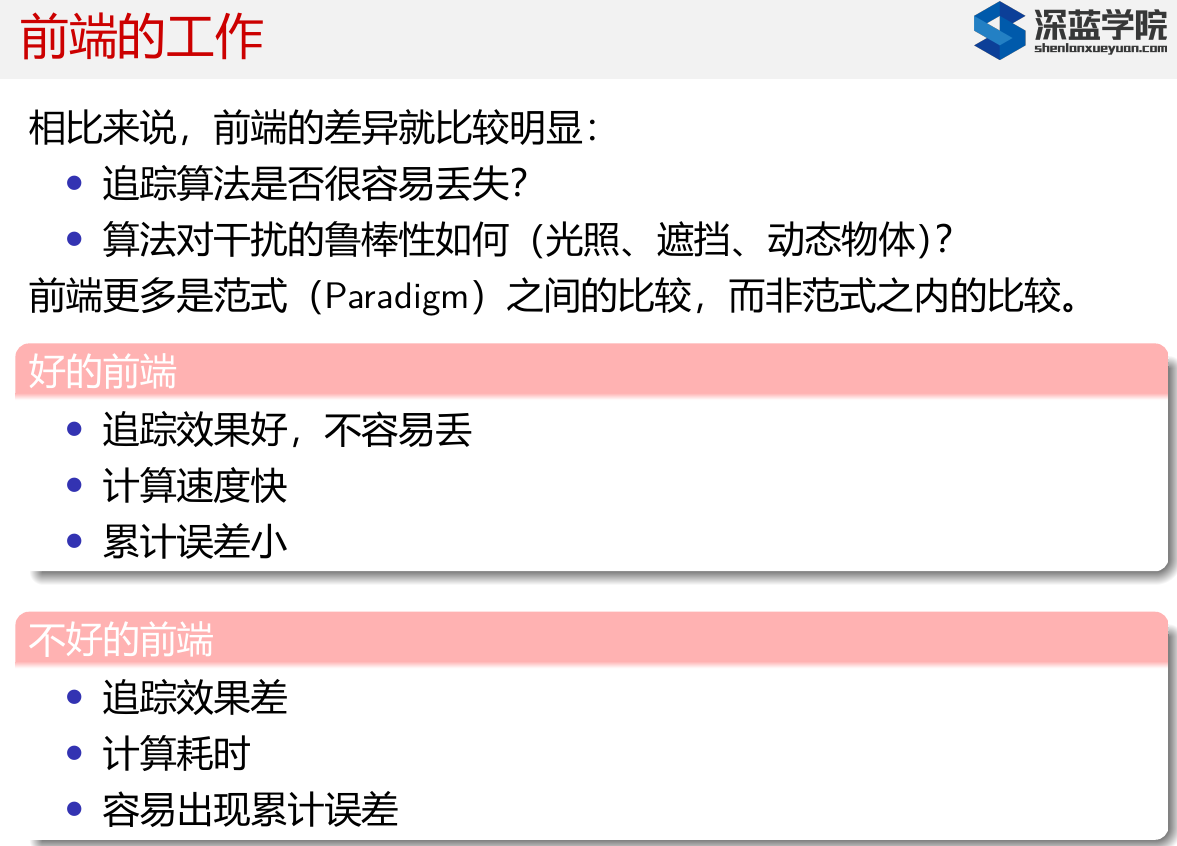 前端的工作
深蓝学院
shenlanxueyuan.com
相比来说，前端的差异就比较明显：
• 追踪算法是否很容易丢失？
• 算法对干扰的鲁棒性如何（光照、遮挡、动态物体）？
前端更多是范式（Paradigm）之间的比较，而非范式之内的比较。
好的前端
• 追踪效果好，不容易丢
• 计算速度快
• 累计误差小
不好的前端
• 追踪效果差
• 计算耗时
• 容易出现累计误差